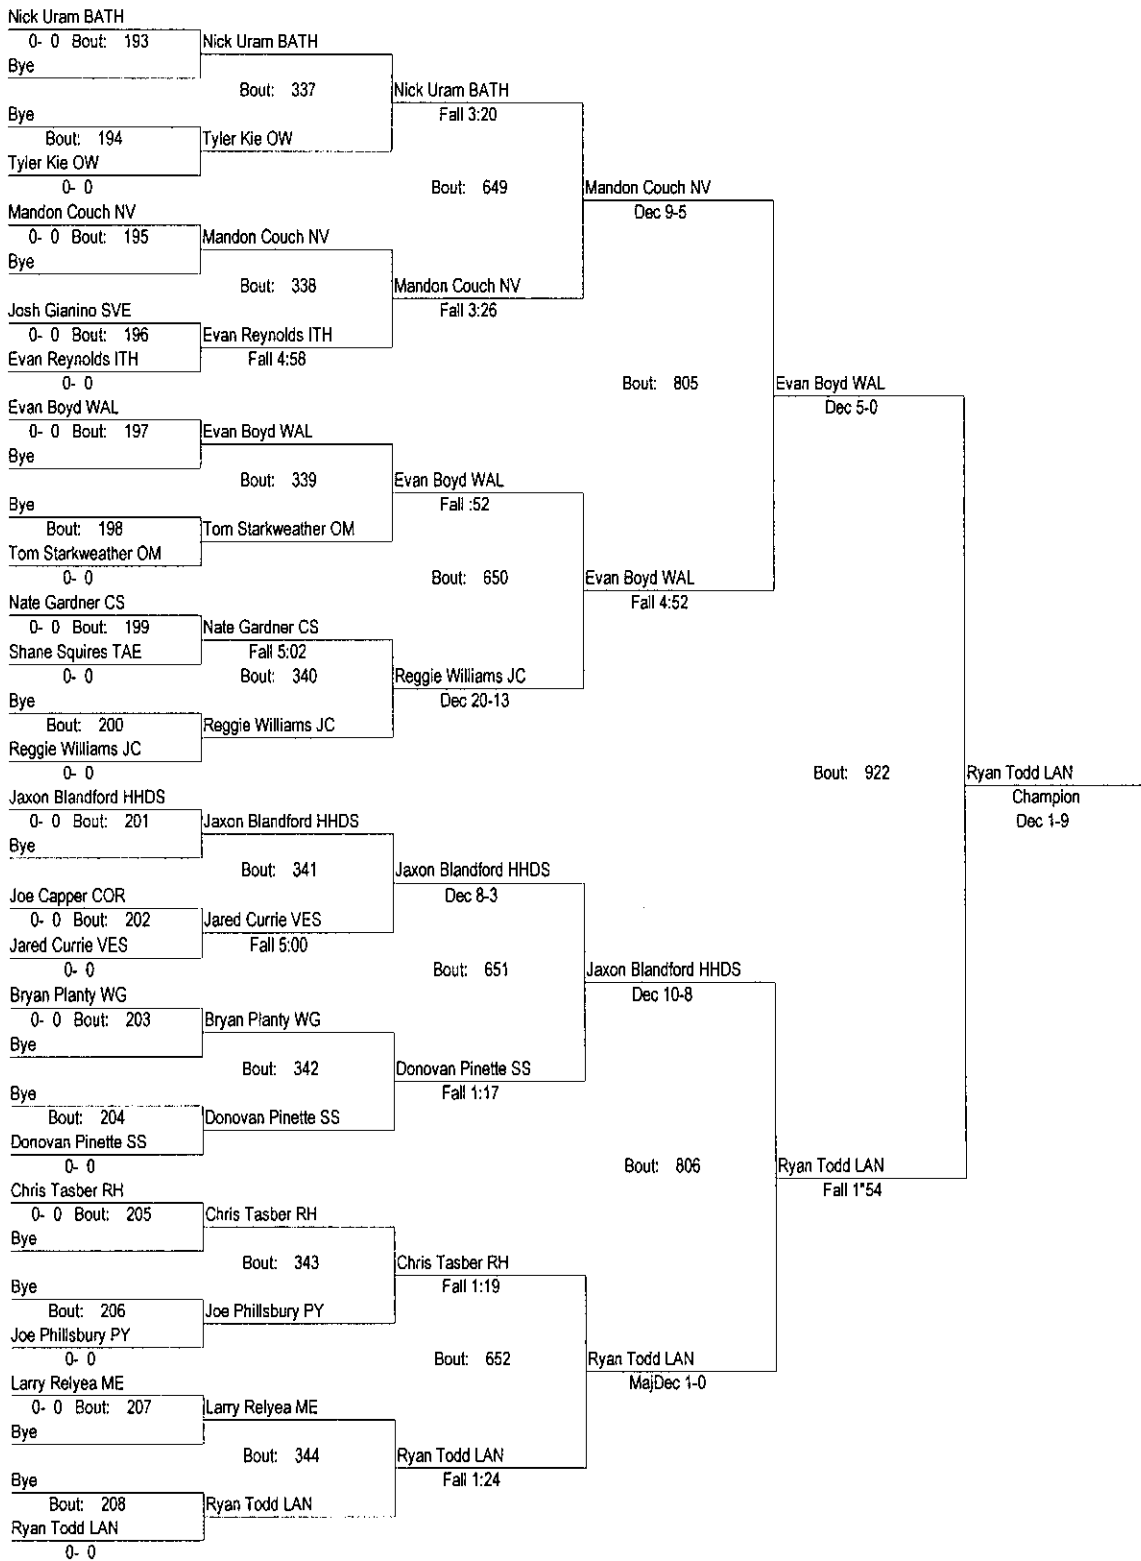 Nick Uram BATH
0- 0 Bout: 193
Nick Uram BATH
Bye
Bout: 337
Nick Uram BATH
Fall 3:20
Bye
Bout: 194
Tyler Kie OW
Tyler Kie OW
0- 0
Bout: 649
Mandon Couch NV
Dec 9-5
Mandon Couch NV
0- 0 Bout: 195
Mandon Couch NV
Bye
Bout: 338
Mandon Couch NV
Fall 3:26
Josh Gianino SVE
0- 0 Bout: 196
Evan Reynolds ITH
Evan Reynolds ITH
Fall 4:58
0- 0
Bout: 805
Evan Boyd WAL
Dec 5-0
Evan Boyd WAL
0- 0 Bout: 197
Evan Boyd WAL
Bye
Bout: 339
Evan Boyd WAL
Fall :52
Bye
Bout: 198
Tom Starkweather OM
Tom Starkweather OM
0- 0
Bout: 650
Evan Boyd WAL
Fall 4:52
Nate Gardner CS
0- 0 Bout: 199
Nate Gardner CS
Shane Squires TAE
Fall 5:02
0- 0
Bout: 340
Reggie Williams JC
Dec 20-13
Bye
Bout: 200
Reggie Williams JC
Reggie Williams JC
0- 0
Bout: 922
Ryan Todd LAN
Champion
Dec 1-9
Jaxon Blandford HHDS
0- 0 Bout: 201
Jaxon Blandford HHDS
Bye
Bout: 341
Jaxon Blandford HHDS
Dec 8-3
Joe Capper COR
0- 0 Bout: 202
Jared Currie VES
Jared Currie VES
Fall 5:00
0- 0
Bout: 651
Jaxon Blandford HHDS
Dec 10-8
Bryan Planty WG
0- 0 Bout: 203
Bryan Planty WG
Bye
Bout: 342
Donovan Pinette SS
Fall 1:17
Bye
Bout: 204
Donovan Pinette SS
Donovan Pinette SS
0- 0
Bout: 806
Ryan Todd LAN
Fall 1"54
Chris Tasber RH
0- 0 Bout: 205
Chris Tasber RH
Bye
Bout: 343
Chris Tasber RH
Fall 1:19
Bye
Bout: 206
Joe Phillsbury PY
Joe Phillsbury PY
0- 0
Bout: 652
Ryan Todd LAN
MajDec 1-0
Larry Relyea ME
0- 0 Bout: 207
Larry Relyea ME
Bye
Bout: 344
Ryan Todd LAN
Fall 1:24
Bye
Bout: 208
Ryan Todd LAN
Ryan Todd LAN
0- 0